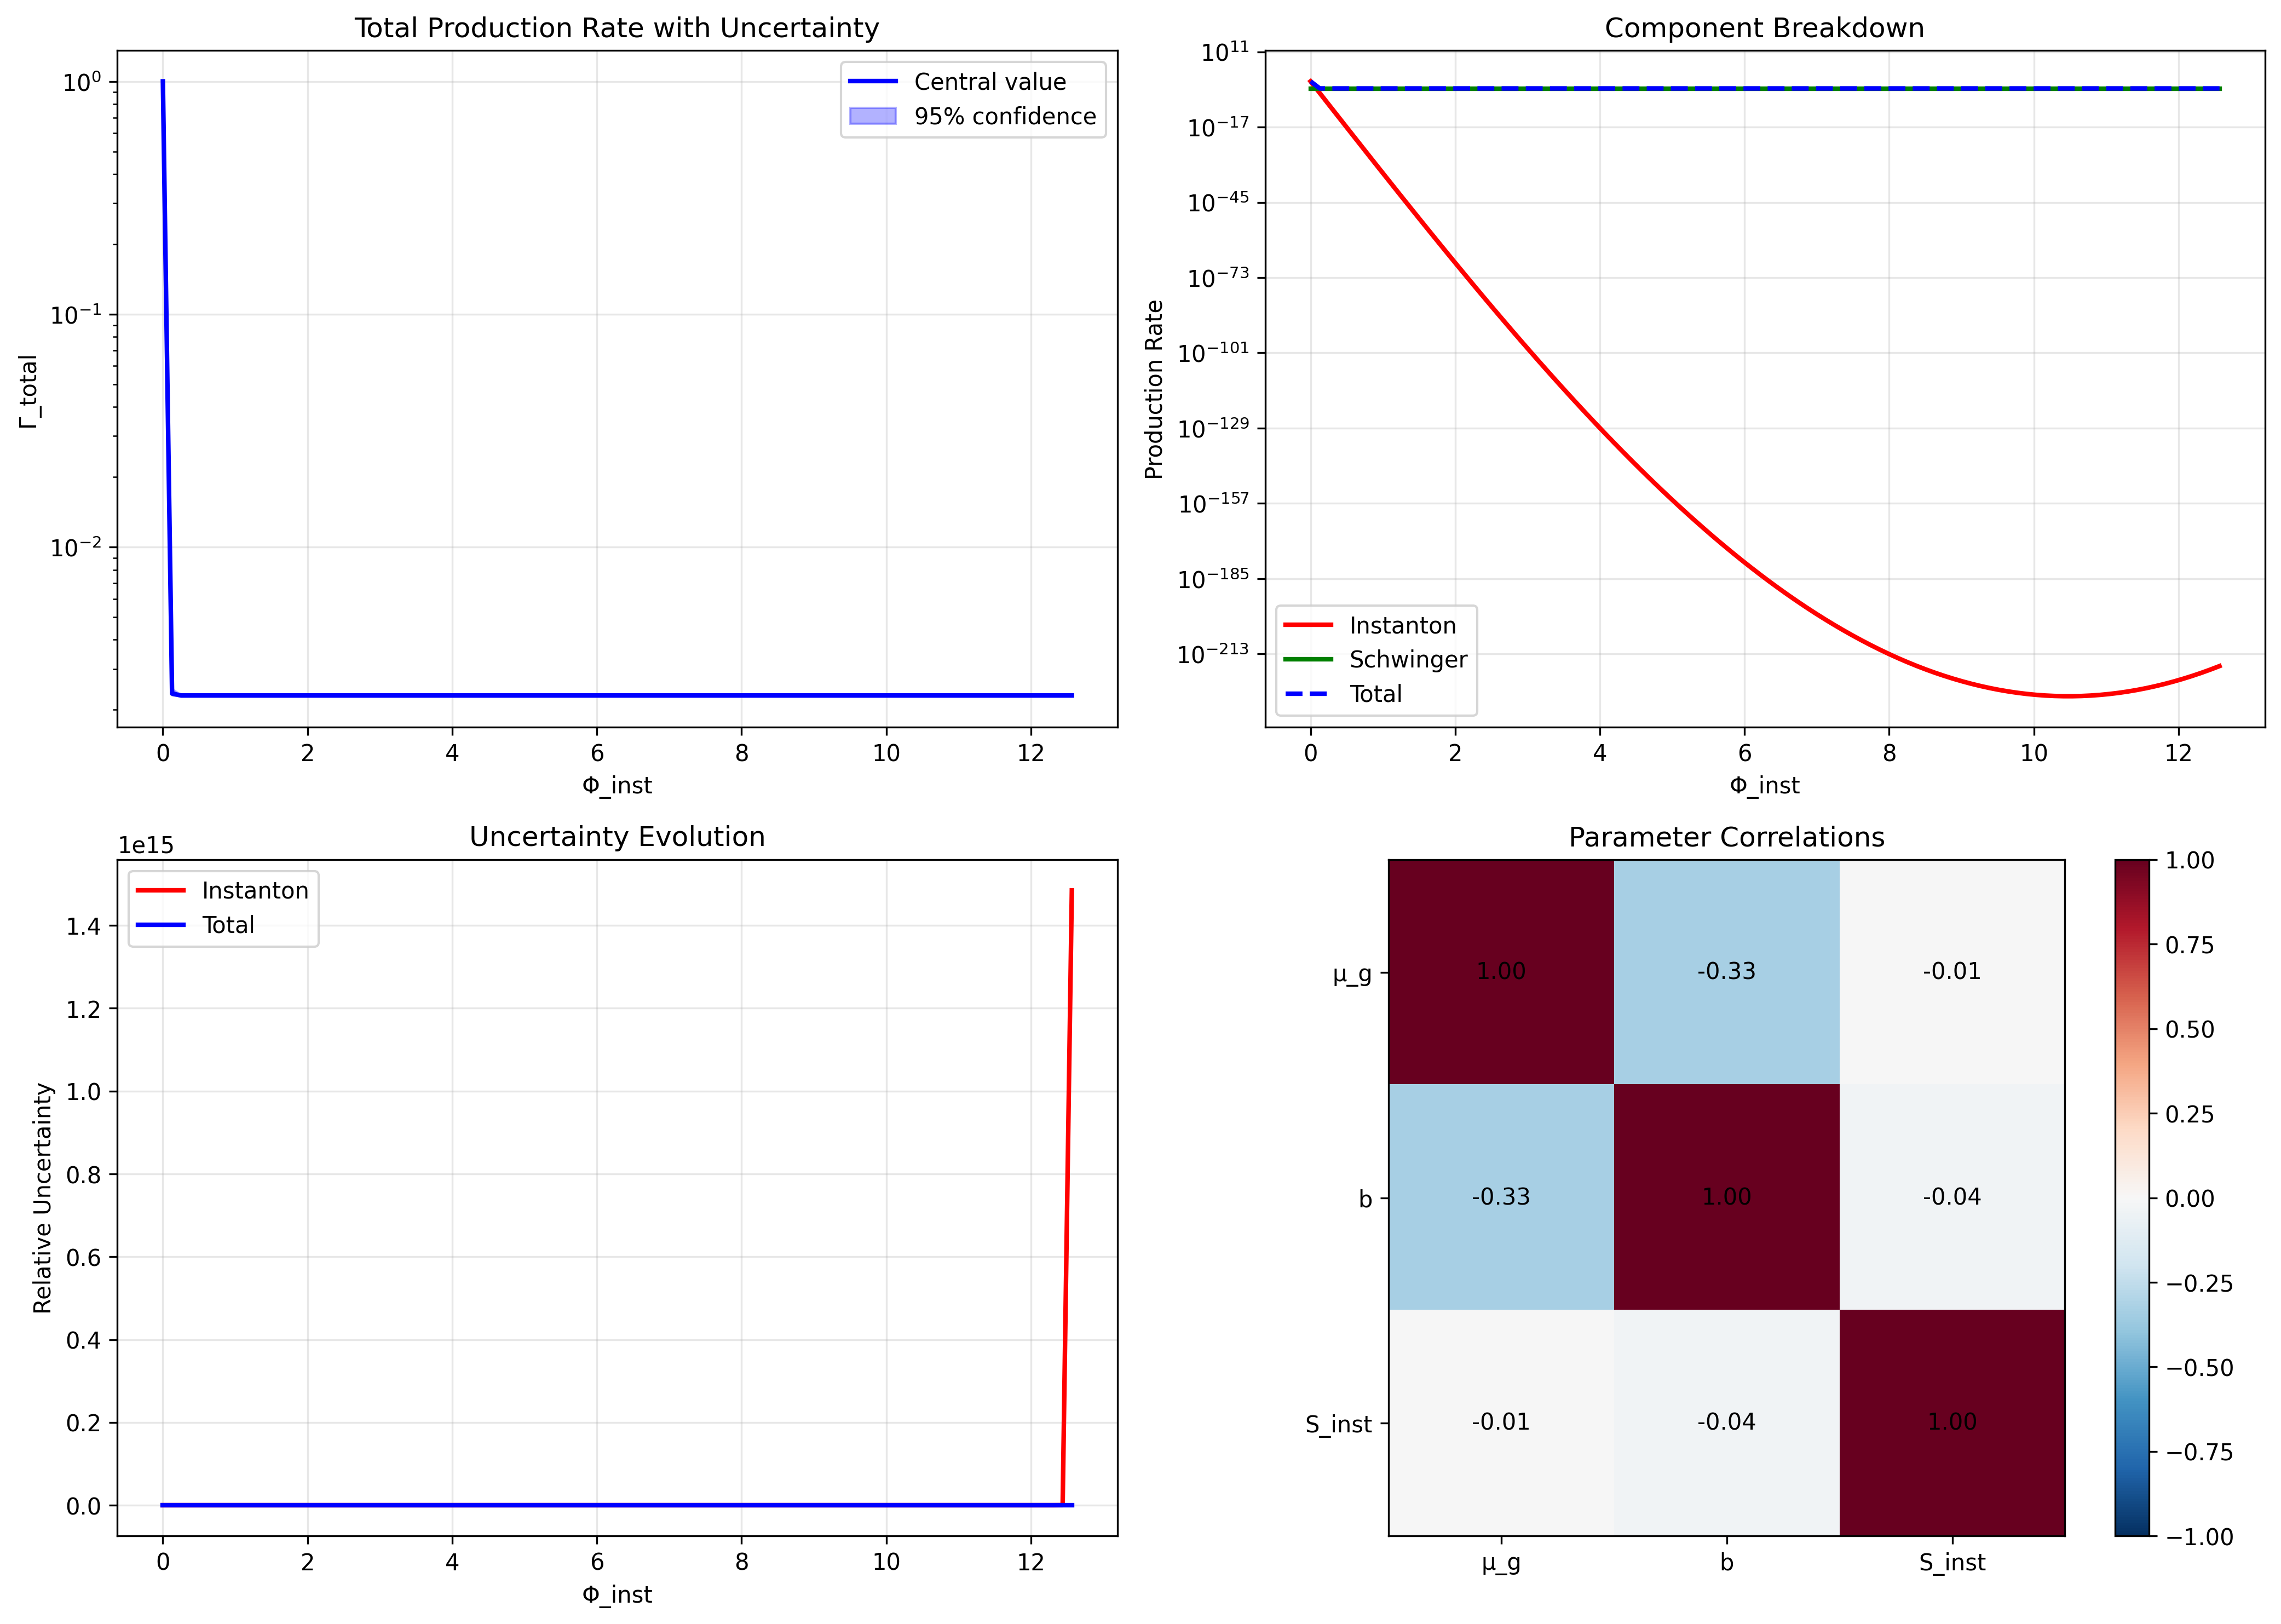 Total Production Rate with Uncertainty
Γ_total
10⁰
10⁻¹
10⁻²
Central value
95% confidence
0 2 4 6 8 10 12
Φ_inst
Component Breakdown
Production Rate
10¹¹
10⁻¹⁷
10⁻⁴⁵
10⁻⁷³
10⁻¹⁰¹
10⁻¹²⁹
10⁻¹⁵⁷
10⁻¹⁸⁵
10⁻²¹³
Instanton
Schwinger
Total
0 2 4 6 8 10 12
Φ_inst
Uncertainty Evolution
1e15
Relative Uncertainty
1.4
1.2
1.0
0.8
0.6
0.4
0.2
0.0
Instanton
Total
0 2 4 6 8 10 12
Φ_inst
Parameter Correlations
μ_g 1.00 -0.33 -0.01
b -0.33 1.00 -0.04
S_inst -0.01 -0.04 1.00
μ_g b S_inst
1.00
0.75
0.50
0.25
0.00
−0.25
−0.50
−0.75
−1.00